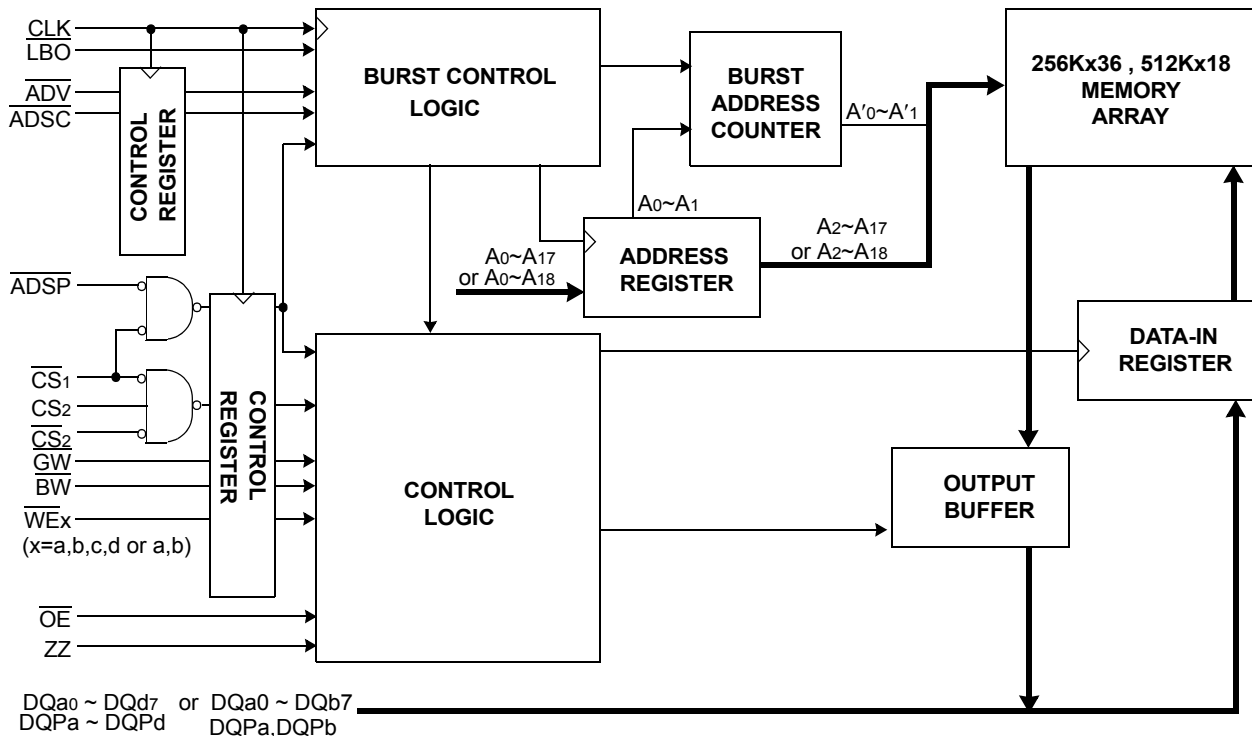 CLK
LBO
ADV
ADSC
CONTROL
REGISTER
BURST CONTROL
LOGIC
BURST
ADDRESS
COUNTER
A′0~A′1
256Kx36 , 512Kx18
MEMORY
ARRAY
A0~A1
A2~A17
or A2~A18
A0~A17
or A0~A18
ADDRESS
REGISTER
ADSP
CS1
CS2
CS2
GW
BW
WEx
(x=a,b,c,d or a,b)
CONTROL
REGISTER
CONTROL
LOGIC
DATA-IN
REGISTER
OUTPUT
BUFFER
OE
ZZ
DQa0 ~ DQd7 or DQa0 ~ DQb7
DQPa ~ DQPd DQPa,DQPb